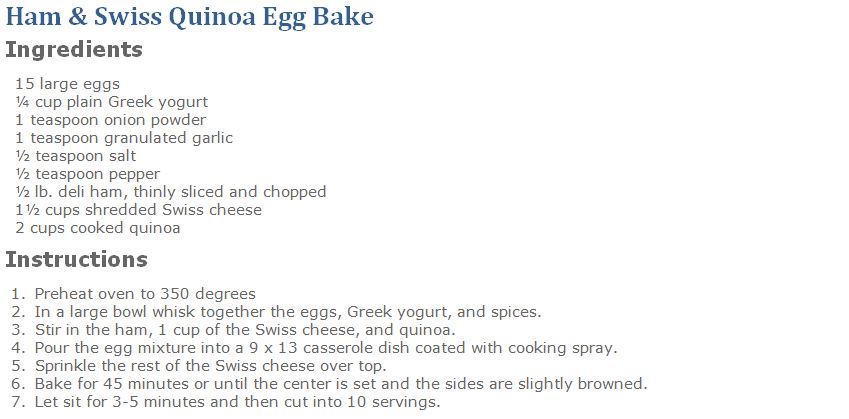 Ham & Swiss Quinoa Egg Bake
Ingredients
15 large eggs
¼ cup plain Greek yogurt
1 teaspoon onion powder
1 teaspoon granulated garlic
½ teaspoon salt
½ teaspoon pepper
½ lb. deli ham, thinly sliced and chopped
1½ cups shredded Swiss cheese
2 cups cooked quinoa
Instructions
1. Preheat oven to 350 degrees
2. In a large bowl whisk together the eggs, Greek yogurt, and spices.
3. Stir in the ham, 1 cup of the Swiss cheese, and quinoa.
4. Pour the egg mixture into a 9 x 13 casserole dish coated with cooking spray.
5. Sprinkle the rest of the Swiss cheese over top.
6. Bake for 45 minutes or until the center is set and the sides are slightly browned.
7. Let sit for 3-5 minutes and then cut into 10 servings.